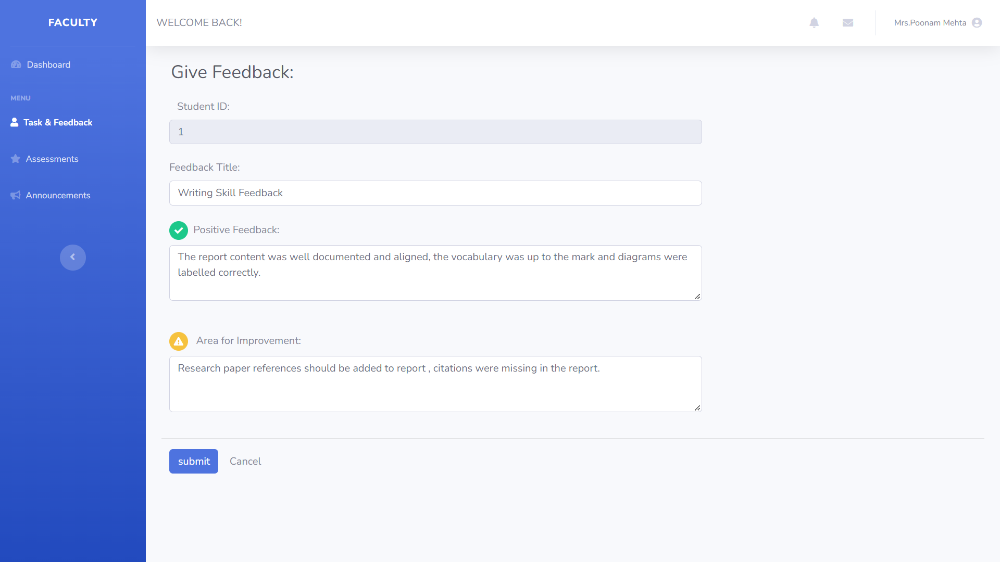 FACULTY
WELCOME BACK!
Mrs.Poonam Mehta
Dashboard
MENU
Task & Feedback
Assessments
Announcements
Give Feedback:
Student ID:
1
Feedback Title:
Writing Skill Feedback
Positive Feedback:
The report content was well documented and aligned, the vocabulary was up to the mark and diagrams were
labelled correctly.
Area for Improvement:
Research paper references should be added to report , citations were missing in the report.
submit
Cancel